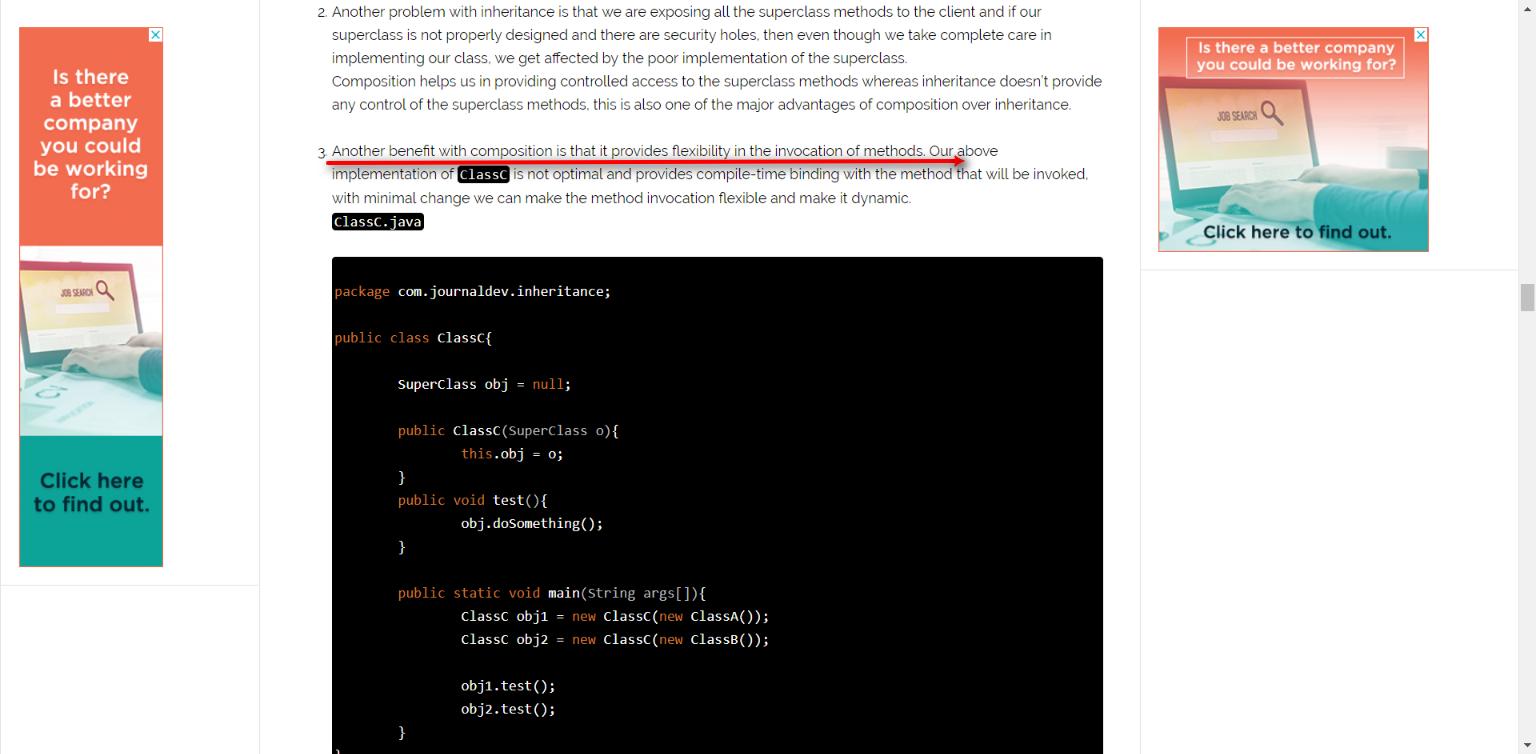 Is there
a better
company
you could
be working
for?
JOB SEARCH
Click here
to find out.
2. Another problem with inheritance is that we are exposing all the superclass methods to the client and if our
superclass is not properly designed and there are security holes, then even though we take complete care in
implementing our class, we get affected by the poor implementation of the superclass.
Composition helps us in providing controlled access to the superclass methods whereas inheritance doesn't provide
any control of the superclass methods, this is also one of the major advantages of composition over inheritance.
3. Another benefit with composition is that it provides flexibility in the invocation of methods. Our above
implementation of ClassC is not optimal and provides compile-time binding with the method that will be invoked,
with minimal change we can make the method invocation flexible and make it dynamic.
ClassC.java
package com.journaldev.inheritance;
public class ClassC{
SuperClass obj = null;
public ClassC(SuperClass o){
this.obj = o;
}
public void test(){
obj.doSomething();
}
public static void main(String args[]){
ClassC obj1 = new ClassC(new ClassA());
ClassC obj2 = new ClassC(new ClassB());
obj1.test();
obj2.test();
}
Is there a better company
you could be working for?
JOB SEARCH
Click here to find out.